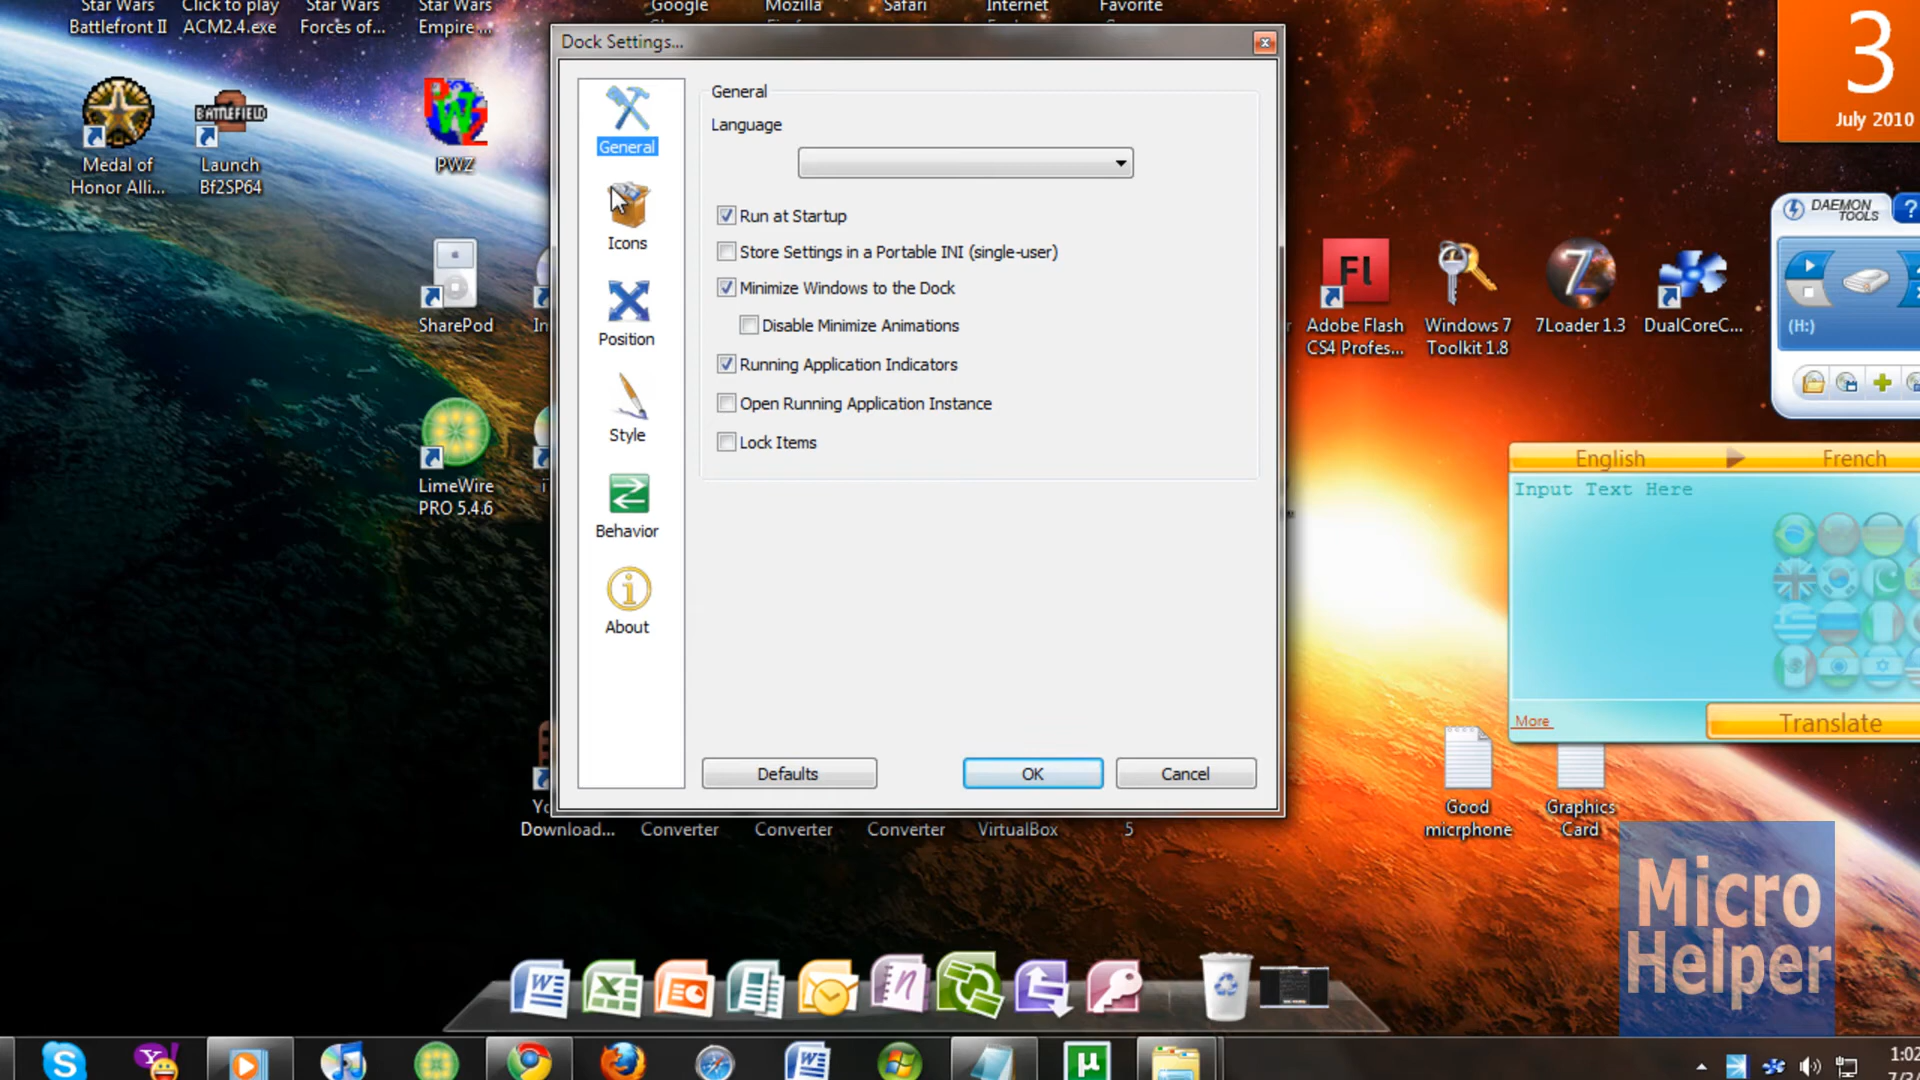 Star Wars
Battlefront II
Click to play
ACM2.4.exe
Star Wars
Forces of...
Star Wars
Empire ...
Google
Mozilla
Safari
Internet
Favorite
Medal of
Honor Alli...
BATTLEFIELD
2
Launch
Bf2SP64
PWZ
PWZ
SharePod
In
LimeWire
PRO 5.4.6
Dock Settings...
General
Icons
Position
Style
Behavior
About
General
Language
Run at Startup
Store Settings in a Portable INI (single-user)
Minimize Windows to the Dock
Disable Minimize Animations
Running Application Indicators
Open Running Application Instance
Lock Items
Defaults
OK
Cancel
Download...
Converter
Converter
Converter
VirtualBox
5
3
July 2010
DAEMON
TOOLS
?
(H:)
Fl
Adobe Flash
CS4 Profes...
Windows 7
Toolkit 1.8
7
7Loader 1.3
DualCoreC...
English
French
Input Text Here
More
Translate
Good
micrphone
Graphics
Card
Micro
Helper
1:02